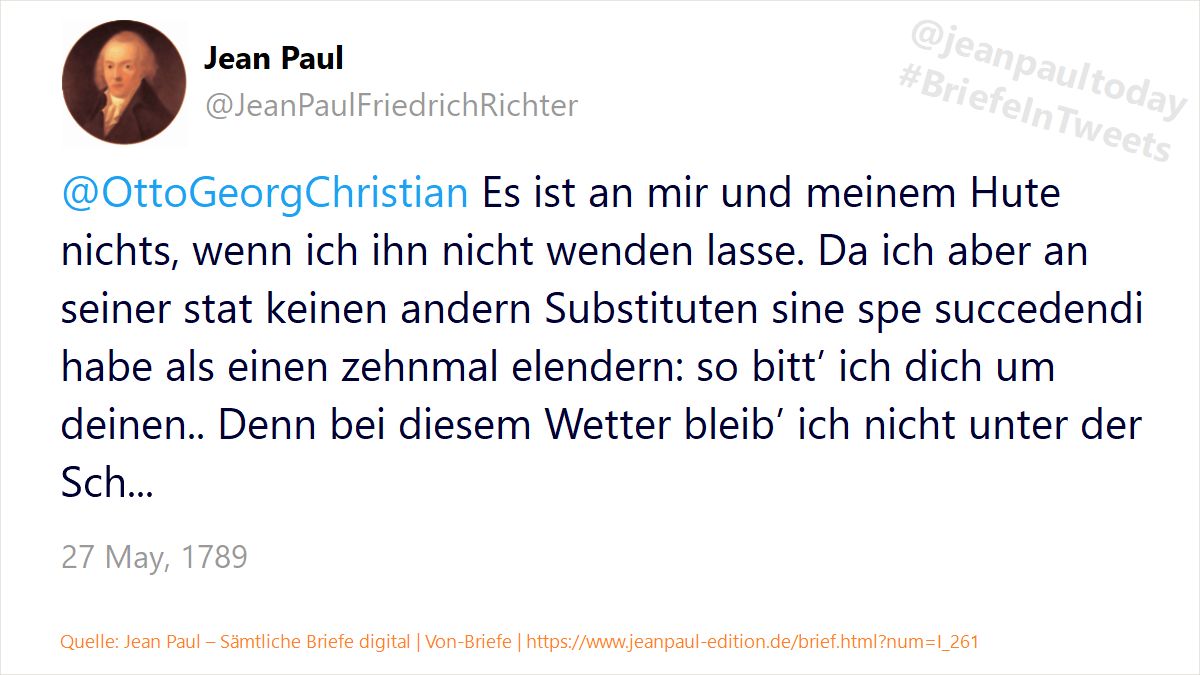 Jean Paul
@JeanPaulFriedrichRichter
@jeanpaultoday
#BriefeInTweets
@OttoGeorgChristian Es ist an mir und meinem Hute
nichts, wenn ich ihn nicht wenden lasse. Da ich aber an
seiner stat keinen andern Substituten sine spe succedendi
habe als einen zehnmal elendern: so bitt’ ich dich um
deinen.. Denn bei diesem Wetter bleib’ ich nicht unter der
Sch...
27 May, 1789
Quelle: Jean Paul – Sämtliche Briefe digital | Von-Briefe | https://www.jeanpaul-edition.de/brief.html?num=I_261